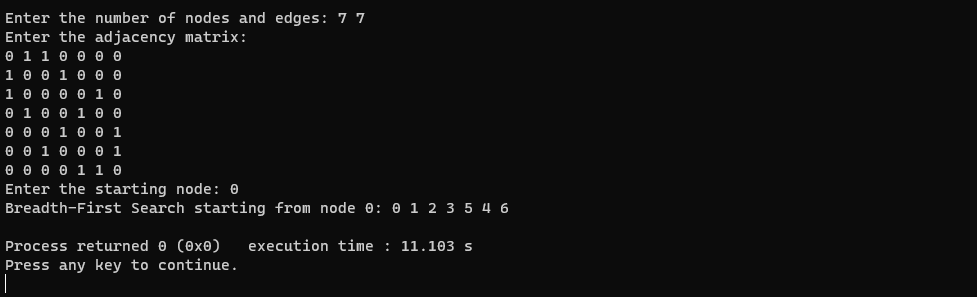 Enter the number of nodes and edges: 7 7
Enter the adjacency matrix:
0 1 1 0 0 0 0
1 0 0 1 0 0 0
1 0 0 0 0 1 0
0 1 0 0 1 0 0
0 0 0 1 0 0 1
0 0 1 0 0 0 1
0 0 0 0 1 1 0
Enter the starting node: 0
Breadth-First Search starting from node 0: 0 1 2 3 5 4 6
Process returned 0 (0x0)   execution time : 11.103 s
Press any key to continue.